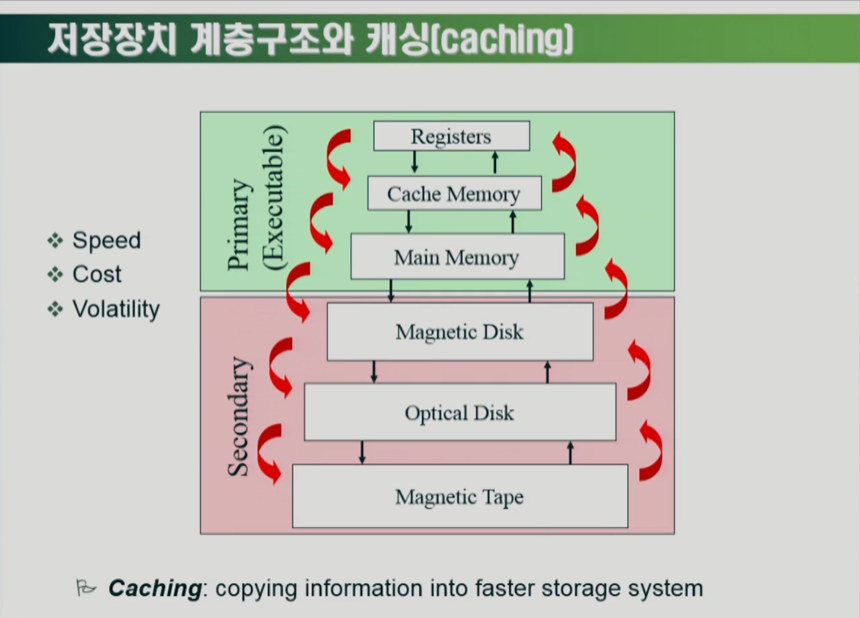 저장장치 계층구조와 캐싱(caching)
Primary
(Executable)
Registers
Cache Memory
Main Memory
❖ Speed
❖ Cost
❖ Volatility
Secondary
Magnetic Disk
Optical Disk
Magnetic Tape
Caching: copying information into faster storage system